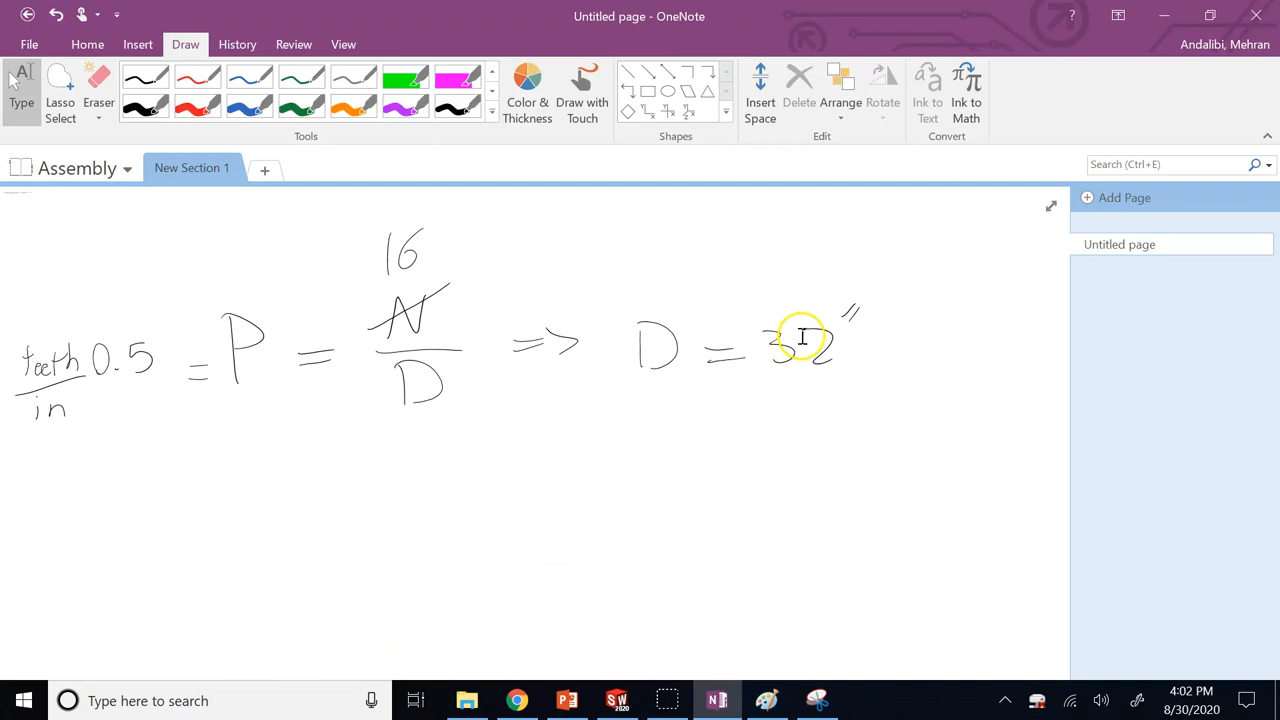 Untitled page - OneNote
?
File Home Insert Draw History Review View
Andalibi, Mehran
Type
Lasso Select
Eraser
Color & Thickness
Draw with Touch
Insert Space
Delete
Arrange
Rotate
Ink to Text
Ink to Math
Tools
Shapes
Edit
Convert
Assembly
New Section 1
Search (Ctrl+E)
Add Page
Untitled page
16
teeth/in 0.5 = P = N/D => D = 32"
Type here to search
4:02 PM
8/30/2020